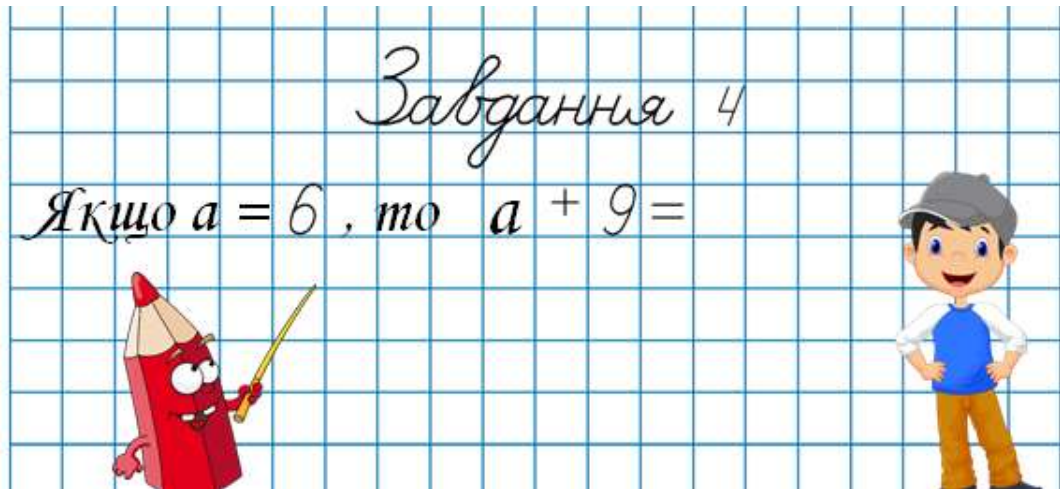 Завдання 4
Якщо а = 6 , то а + 9 =